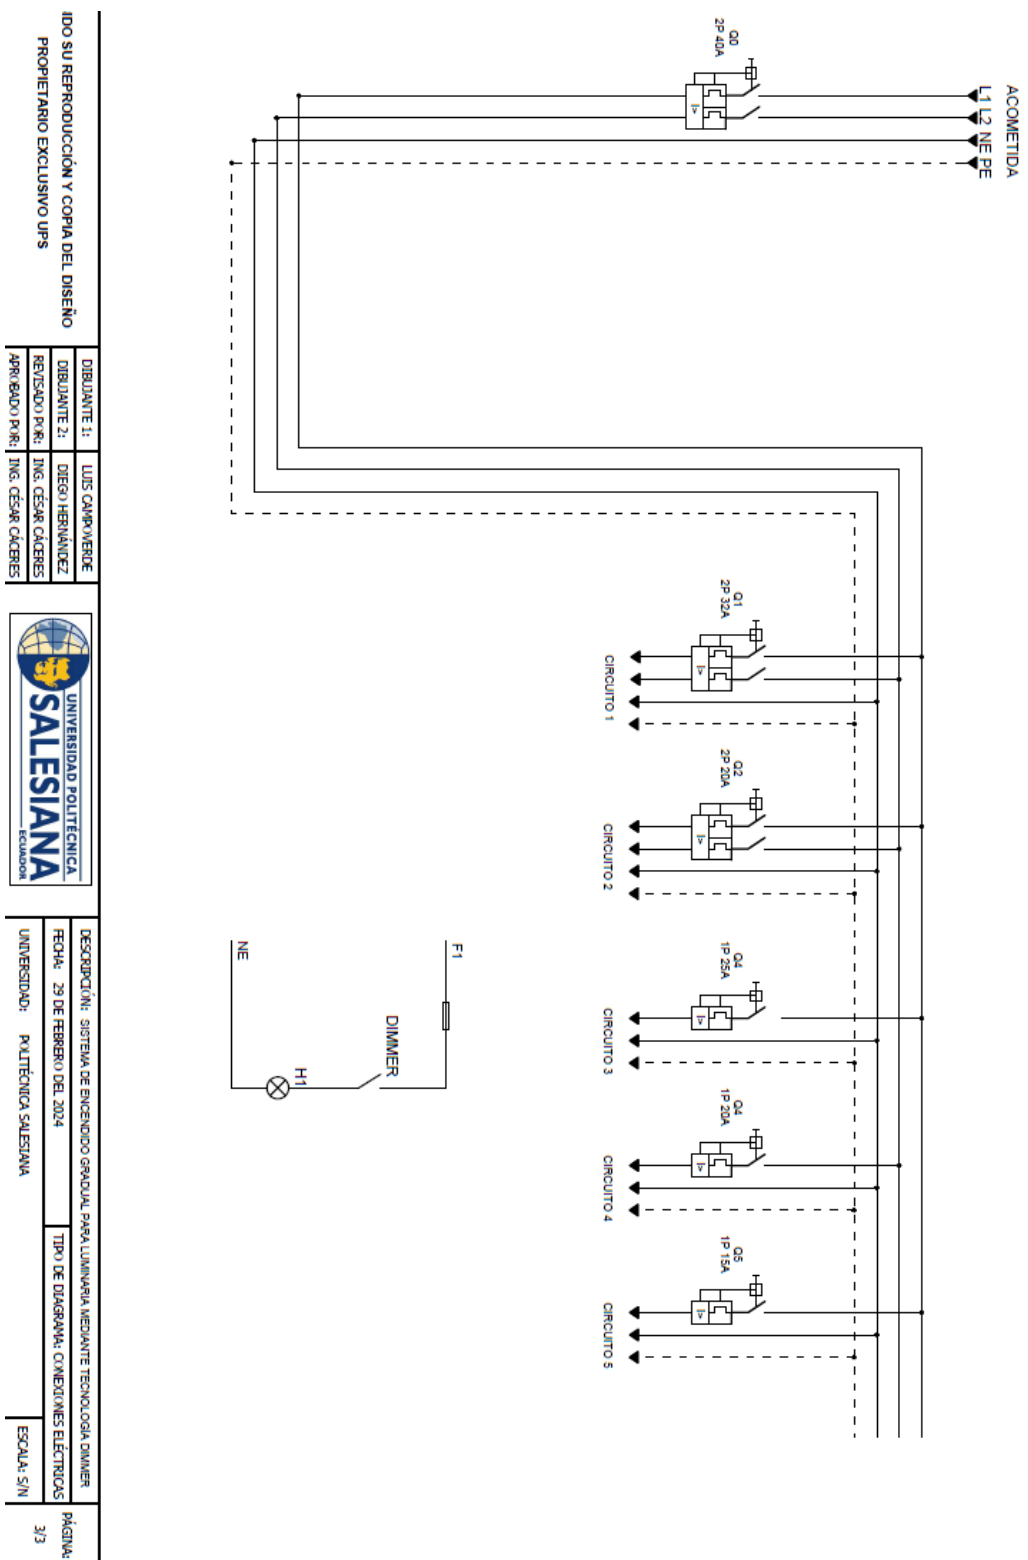 ACOMETIDA
L1 L2 NE PE
Q0
2P 40A
Q1
2P 32A
CIRCUITO 1
Q2
2P 20A
CIRCUITO 2
Q4
1P 25A
CIRCUITO 3
Q4
1P 20A
CIRCUITO 4
Q5
1P 15A
CIRCUITO 5
I>
I>
I>
I>
I>
I>
F1
DIMMER
H1
NE
IDO SU REPRODUCCIÓN Y COPIA DEL DISEÑO
PROPIETARIO EXCLUSIVO UPS
DIBUJANTE 1: LUIS CAMPOVERDE
DIBUJANTE 2: DIEGO HERNÁNDEZ
REVISADO POR: ING. CÉSAR CÁCERES
APROBADO POR: ING. CÉSAR CÁCERES
UNIVERSIDAD POLITÉCNICA
SALESIANA
ECUADOR
DESCRIPCIÓN: SISTEMA DE ENCENDIDO GRADUAL PARA LUMINARIA MEDIANTE TECNOLOGÍA DIMMER
FECHA: 29 DE FEBRERO DEL 2024
TIPO DE DIAGRAMA: CONEXIONES ELÉCTRICAS
UNIVERSIDAD: POLITÉCNICA SALESIANA
ESCALA: S/N
PÁGINA:
3/3